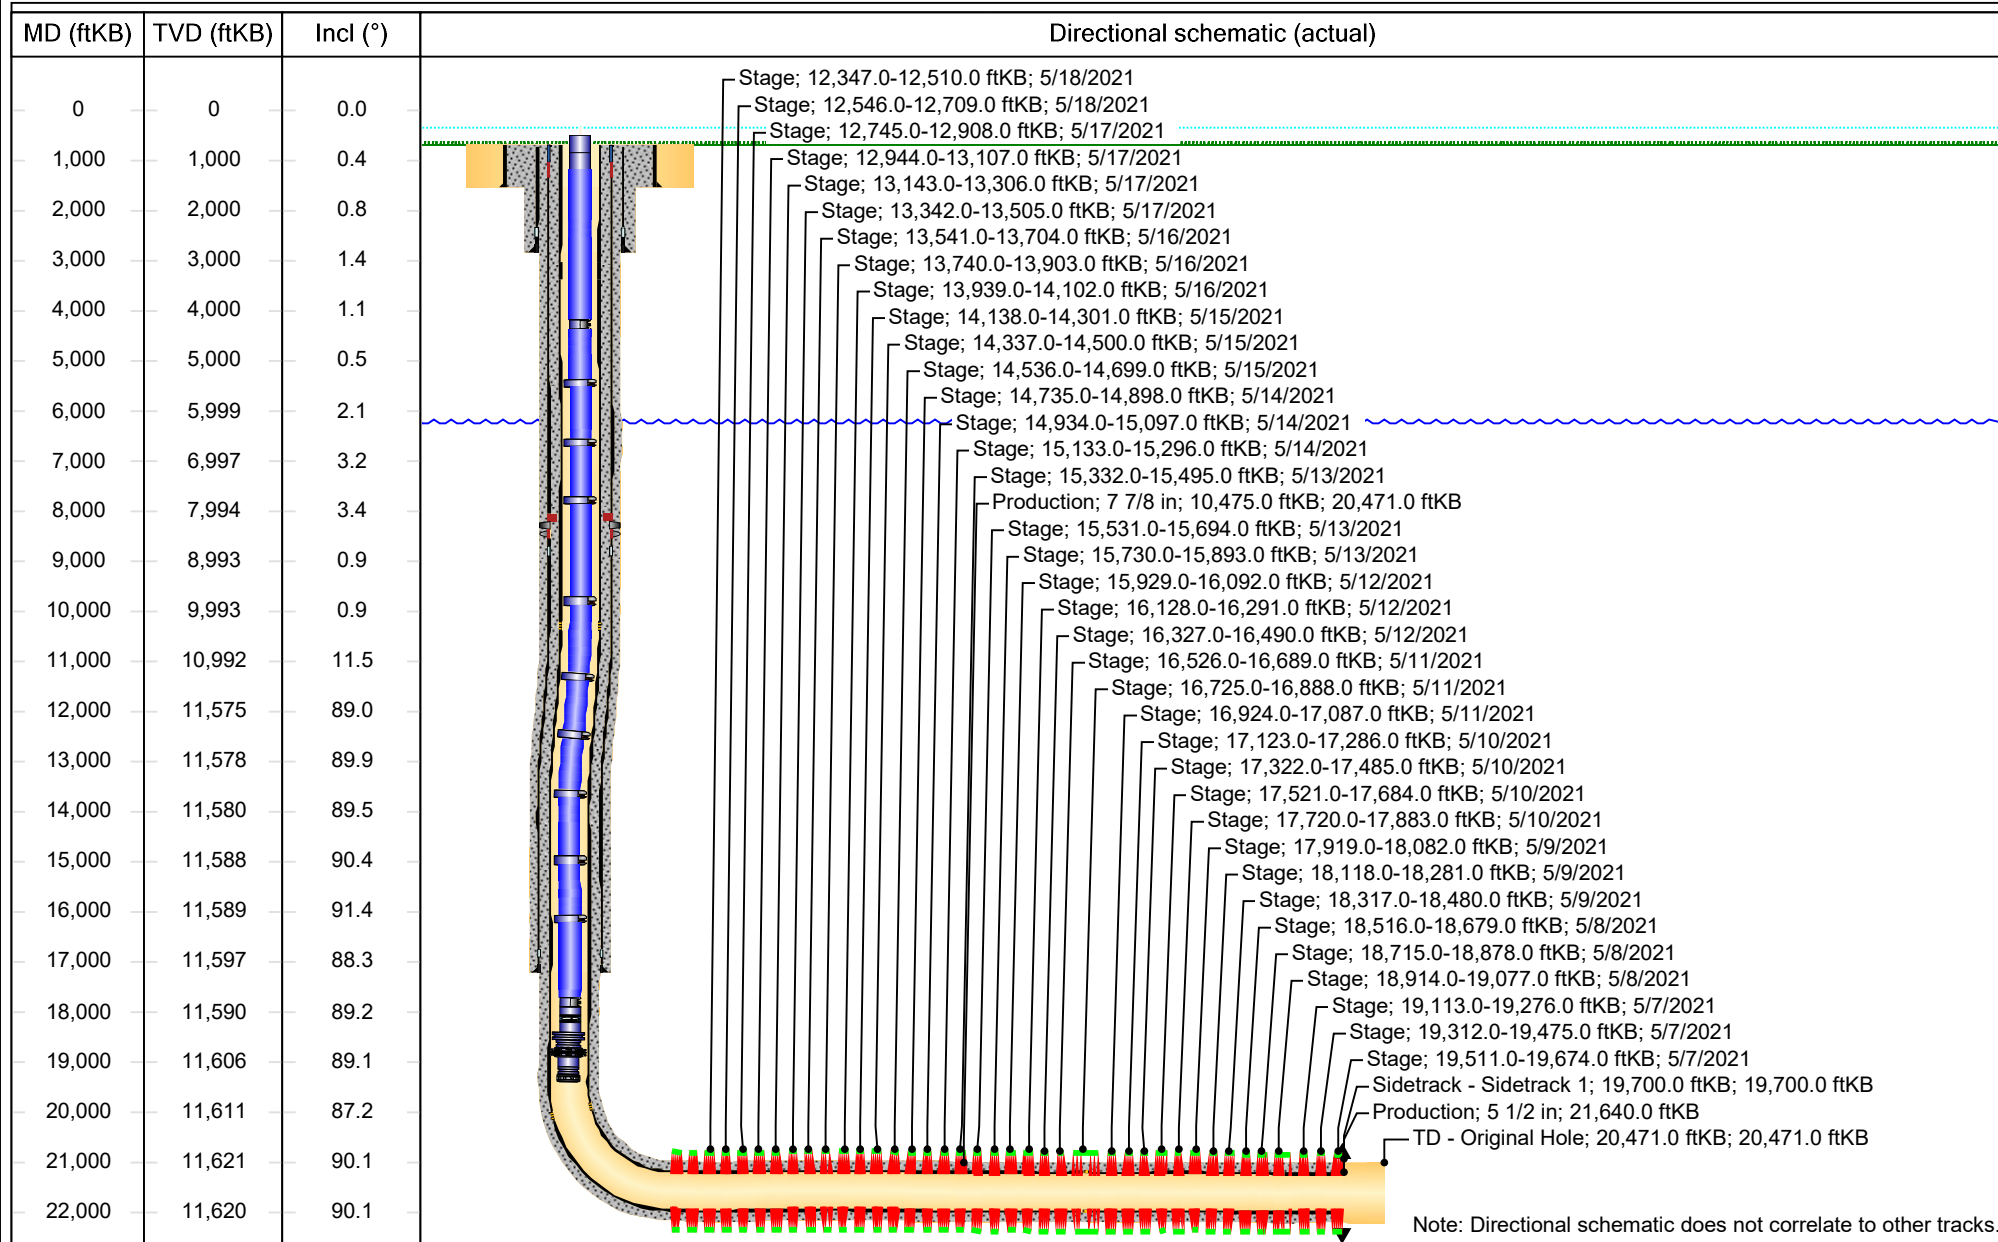 MD (ftKB) TVD (ftKB) Incl (°) Directional schematic (actual)
0 0 0.0
1,000 1,000 0.4
2,000 2,000 0.8
3,000 3,000 1.4
4,000 4,000 1.1
5,000 5,000 0.5
6,000 5,999 2.1
7,000 6,997 3.2
8,000 7,994 3.4
9,000 8,993 0.9
10,000 9,993 0.9
11,000 10,992 11.5
12,000 11,575 89.0
13,000 11,578 89.9
14,000 11,580 89.5
15,000 11,588 90.4
16,000 11,589 91.4
17,000 11,597 88.3
18,000 11,590 89.2
19,000 11,606 89.1
20,000 11,611 87.2
21,000 11,621 90.1
22,000 11,620 90.1
Stage; 12,347.0-12,510.0 ftKB; 5/18/2021
Stage; 12,546.0-12,709.0 ftKB; 5/18/2021
Stage; 12,745.0-12,908.0 ftKB; 5/17/2021
Stage; 12,944.0-13,107.0 ftKB; 5/17/2021
Stage; 13,143.0-13,306.0 ftKB; 5/17/2021
Stage; 13,342.0-13,505.0 ftKB; 5/17/2021
Stage; 13,541.0-13,704.0 ftKB; 5/16/2021
Stage; 13,740.0-13,903.0 ftKB; 5/16/2021
Stage; 13,939.0-14,102.0 ftKB; 5/16/2021
Stage; 14,138.0-14,301.0 ftKB; 5/15/2021
Stage; 14,337.0-14,500.0 ftKB; 5/15/2021
Stage; 14,536.0-14,699.0 ftKB; 5/15/2021
Stage; 14,735.0-14,898.0 ftKB; 5/14/2021
Stage; 14,934.0-15,097.0 ftKB; 5/14/2021
Stage; 15,133.0-15,296.0 ftKB; 5/14/2021
Stage; 15,332.0-15,495.0 ftKB; 5/13/2021
Production; 7 7/8 in; 10,475.0 ftKB; 20,471.0 ftKB
Stage; 15,531.0-15,694.0 ftKB; 5/13/2021
Stage; 15,730.0-15,893.0 ftKB; 5/13/2021
Stage; 15,929.0-16,092.0 ftKB; 5/12/2021
Stage; 16,128.0-16,291.0 ftKB; 5/12/2021
Stage; 16,327.0-16,490.0 ftKB; 5/12/2021
Stage; 16,526.0-16,689.0 ftKB; 5/11/2021
Stage; 16,725.0-16,888.0 ftKB; 5/11/2021
Stage; 16,924.0-17,087.0 ftKB; 5/11/2021
Stage; 17,123.0-17,286.0 ftKB; 5/10/2021
Stage; 17,322.0-17,485.0 ftKB; 5/10/2021
Stage; 17,521.0-17,684.0 ftKB; 5/10/2021
Stage; 17,720.0-17,883.0 ftKB; 5/10/2021
Stage; 17,919.0-18,082.0 ftKB; 5/9/2021
Stage; 18,118.0-18,281.0 ftKB; 5/9/2021
Stage; 18,317.0-18,480.0 ftKB; 5/9/2021
Stage; 18,516.0-18,679.0 ftKB; 5/8/2021
Stage; 18,715.0-18,878.0 ftKB; 5/8/2021
Stage; 18,914.0-19,077.0 ftKB; 5/8/2021
Stage; 19,113.0-19,276.0 ftKB; 5/7/2021
Stage; 19,312.0-19,475.0 ftKB; 5/7/2021
Stage; 19,511.0-19,674.0 ftKB; 5/7/2021
Sidetrack - Sidetrack 1; 19,700.0 ftKB; 19,700.0 ftKB
Production; 5 1/2 in; 21,640.0 ftKB
TD - Original Hole; 20,471.0 ftKB; 20,471.0 ftKB
Note: Directional schematic does not correlate to other tracks.